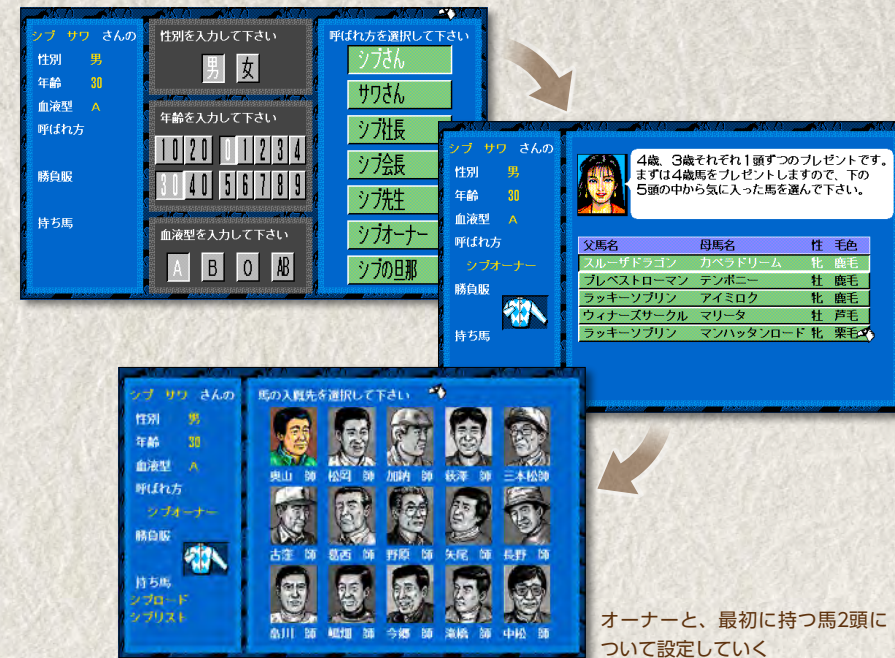 シブ サワ さんの
性別 男
年齢 30
血液型 A
呼ばれ方
勝負服
持ち馬
性別を入力して下さい
男 女
年齢を入力して下さい
10 20 0 1 2 3 4
30 40 5 6 7 8 9
血液型を入力して下さい
A B O AB
呼ばれ方を選択して下さい
シブさん
サワさん
シブ社長
シブ会長
シブ先生
シブオーナー
シブの旦那
シブ サワ さんの
性別 男
年齢 30
血液型 A
呼ばれ方
シブオーナー
勝負服
持ち馬
4歳、3歳それぞれ1頭ずつのプレゼントです。
まずは4歳馬をプレゼントしますので、下の
5頭の中から気に入った馬を選んで下さい。
父馬名 母馬名 性 毛色
スルーザドラゴン カペラドリーム 牝 鹿毛
ブレベストローマン テンポニー 牡 鹿毛
ラッキーソブリン アイミロク 牝 鹿毛
ウィナーズサークル マリータ 牡 芦毛
ラッキーソブリン マンハッタンロード 牝 栗毛
シブ サワ さんの
性別 男
年齢 30
血液型 A
呼ばれ方
シブオーナー
勝負服
持ち馬
シブロード
シブリスト
馬の入厩先を選択して下さい
奥山 師 松岡 師 加納 師 萩澤 師 三本松師
古窪 師 葛西 師 野原 師 矢尾 師 長野 師
畠川 師 嶋畑 師 今郷 師 滝橋 師 中松 師
オーナーと、最初に持つ馬2頭に
ついて設定していく